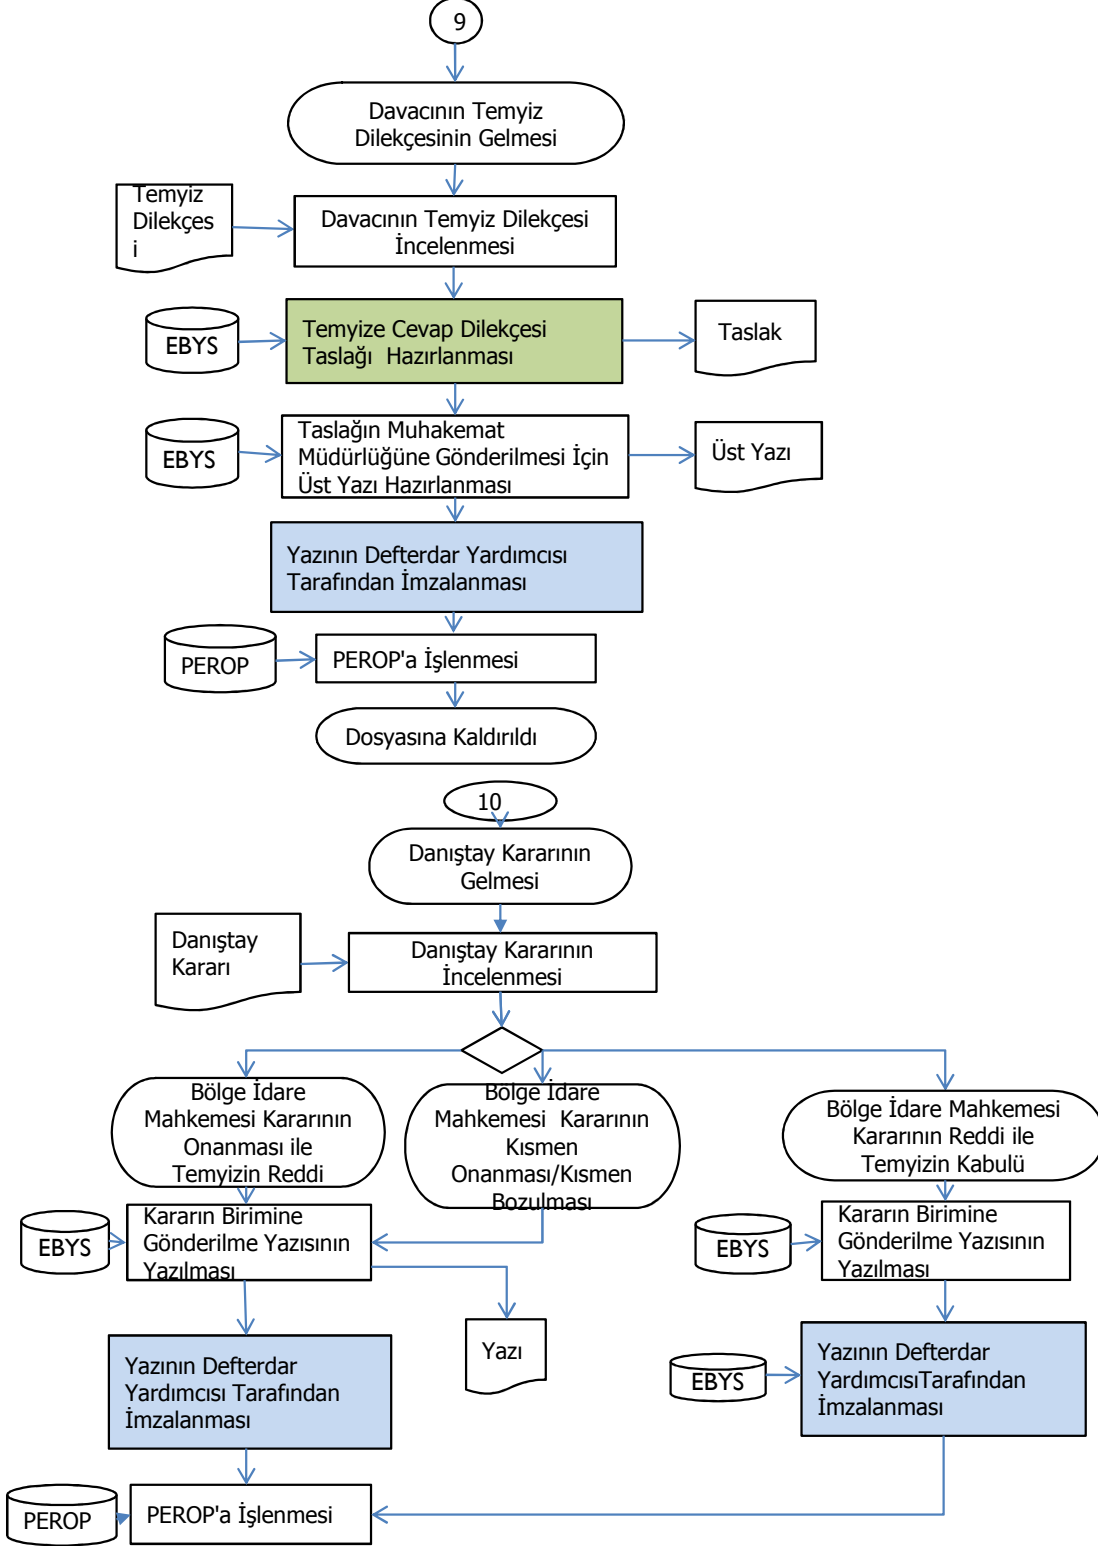 9
Davacının Temyiz
Dilekçesinin Gelmesi
Temyiz
Dilekçes
i
Davacının Temyiz Dilekçesi
İncelenmesi
EBYS
Temyize Cevap Dilekçesi
Taslağı Hazırlanması
Taslak
EBYS
Taslağın Muhakemat
Müdürlüğüne Gönderilmesi İçin
Üst Yazı Hazırlanması
Üst Yazı
Yazının Defterdar Yardımcısı
Tarafından İmzalanması
PEROP
PEROP'a İşlenmesi
Dosyasına Kaldırıldı
10
Danıştay Kararının
Gelmesi
Danıştay
Kararı
Danıştay Kararının
İncelenmesi
Bölge İdare
Mahkemesi Kararının
Onanması ile
Temyizin Reddi
Bölge İdare
Mahkemesi Kararının
Kısmen
Onanması/Kısmen
Bozulması
Bölge İdare Mahkemesi
Kararının Reddi ile
Temyizin Kabulü
EBYS
Kararın Birimine
Gönderilme Yazısının
Yazılması
EBYS
Kararın Birimine
Gönderilme Yazısının
Yazılması
Yazı
Yazının Defterdar
Yardımcısı Tarafından
İmzalanması
EBYS
Yazının Defterdar
YardımcısıTarafından
İmzalanması
PEROP
PEROP'a İşlenmesi